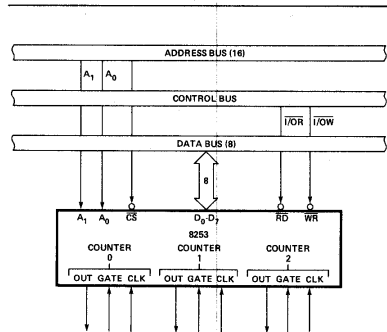 ADDRESS BUS (16)
A₁ A₀
CONTROL BUS
I/OR I/OW
DATA BUS (8)
8
A₁ A₀ CS D₀-D₇ RD WR
8253
COUNTER COUNTER COUNTER
0 1 2
OUT GATE CLK OUT GATE CLK OUT GATE CLK